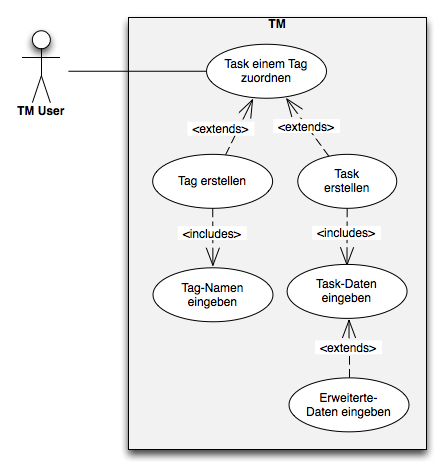 TM
Task einem Tag
zuordnen
TM User
<extends>
<extends>
Tag erstellen
Task
erstellen
<includes>
<includes>
Tag-Namen
eingeben
Task-Daten
eingeben
<extends>
Erweiterte-
Daten eingeben